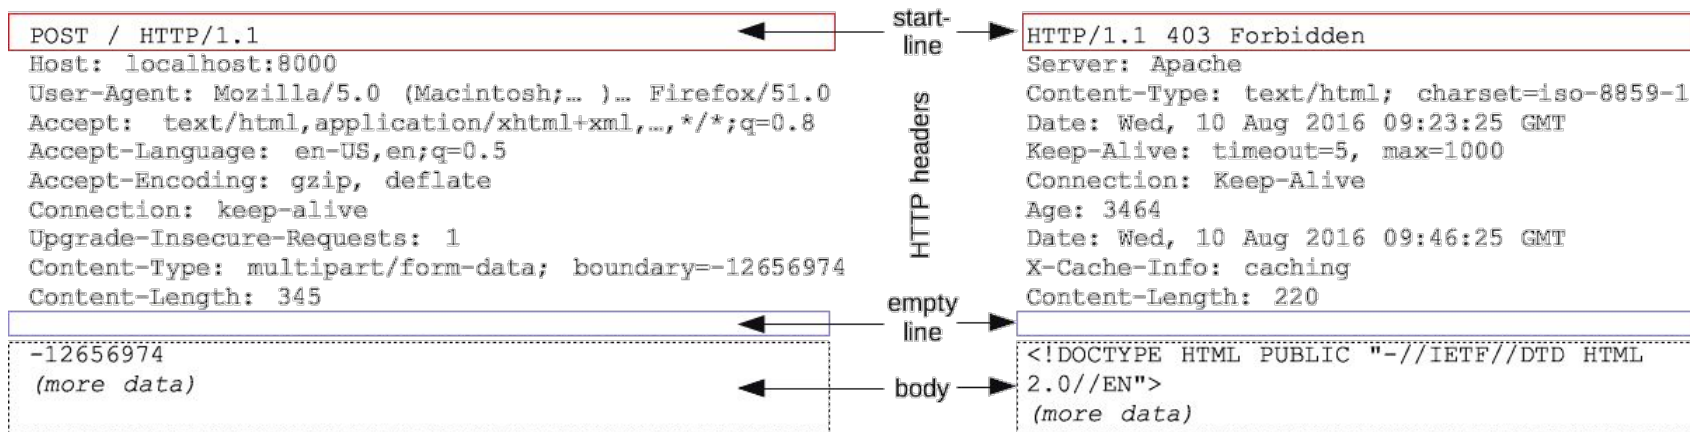 POST / HTTP/1.1
Host: localhost:8000
User-Agent: Mozilla/5.0 (Macintosh;… )… Firefox/51.0
Accept: text/html,application/xhtml+xml,…,*/*;q=0.8
Accept-Language: en-US,en;q=0.5
Accept-Encoding: gzip, deflate
Connection: keep-alive
Upgrade-Insecure-Requests: 1
Content-Type: multipart/form-data; boundary=-12656974
Content-Length: 345
-12656974
(more data)
start-
line
HTTP headers
empty
line
body
HTTP/1.1 403 Forbidden
Server: Apache
Content-Type: text/html; charset=iso-8859-1
Date: Wed, 10 Aug 2016 09:23:25 GMT
Keep-Alive: timeout=5, max=1000
Connection: Keep-Alive
Age: 3464
Date: Wed, 10 Aug 2016 09:46:25 GMT
X-Cache-Info: caching
Content-Length: 220
<!DOCTYPE HTML PUBLIC "-//IETF//DTD HTML
2.0//EN">
(more data)